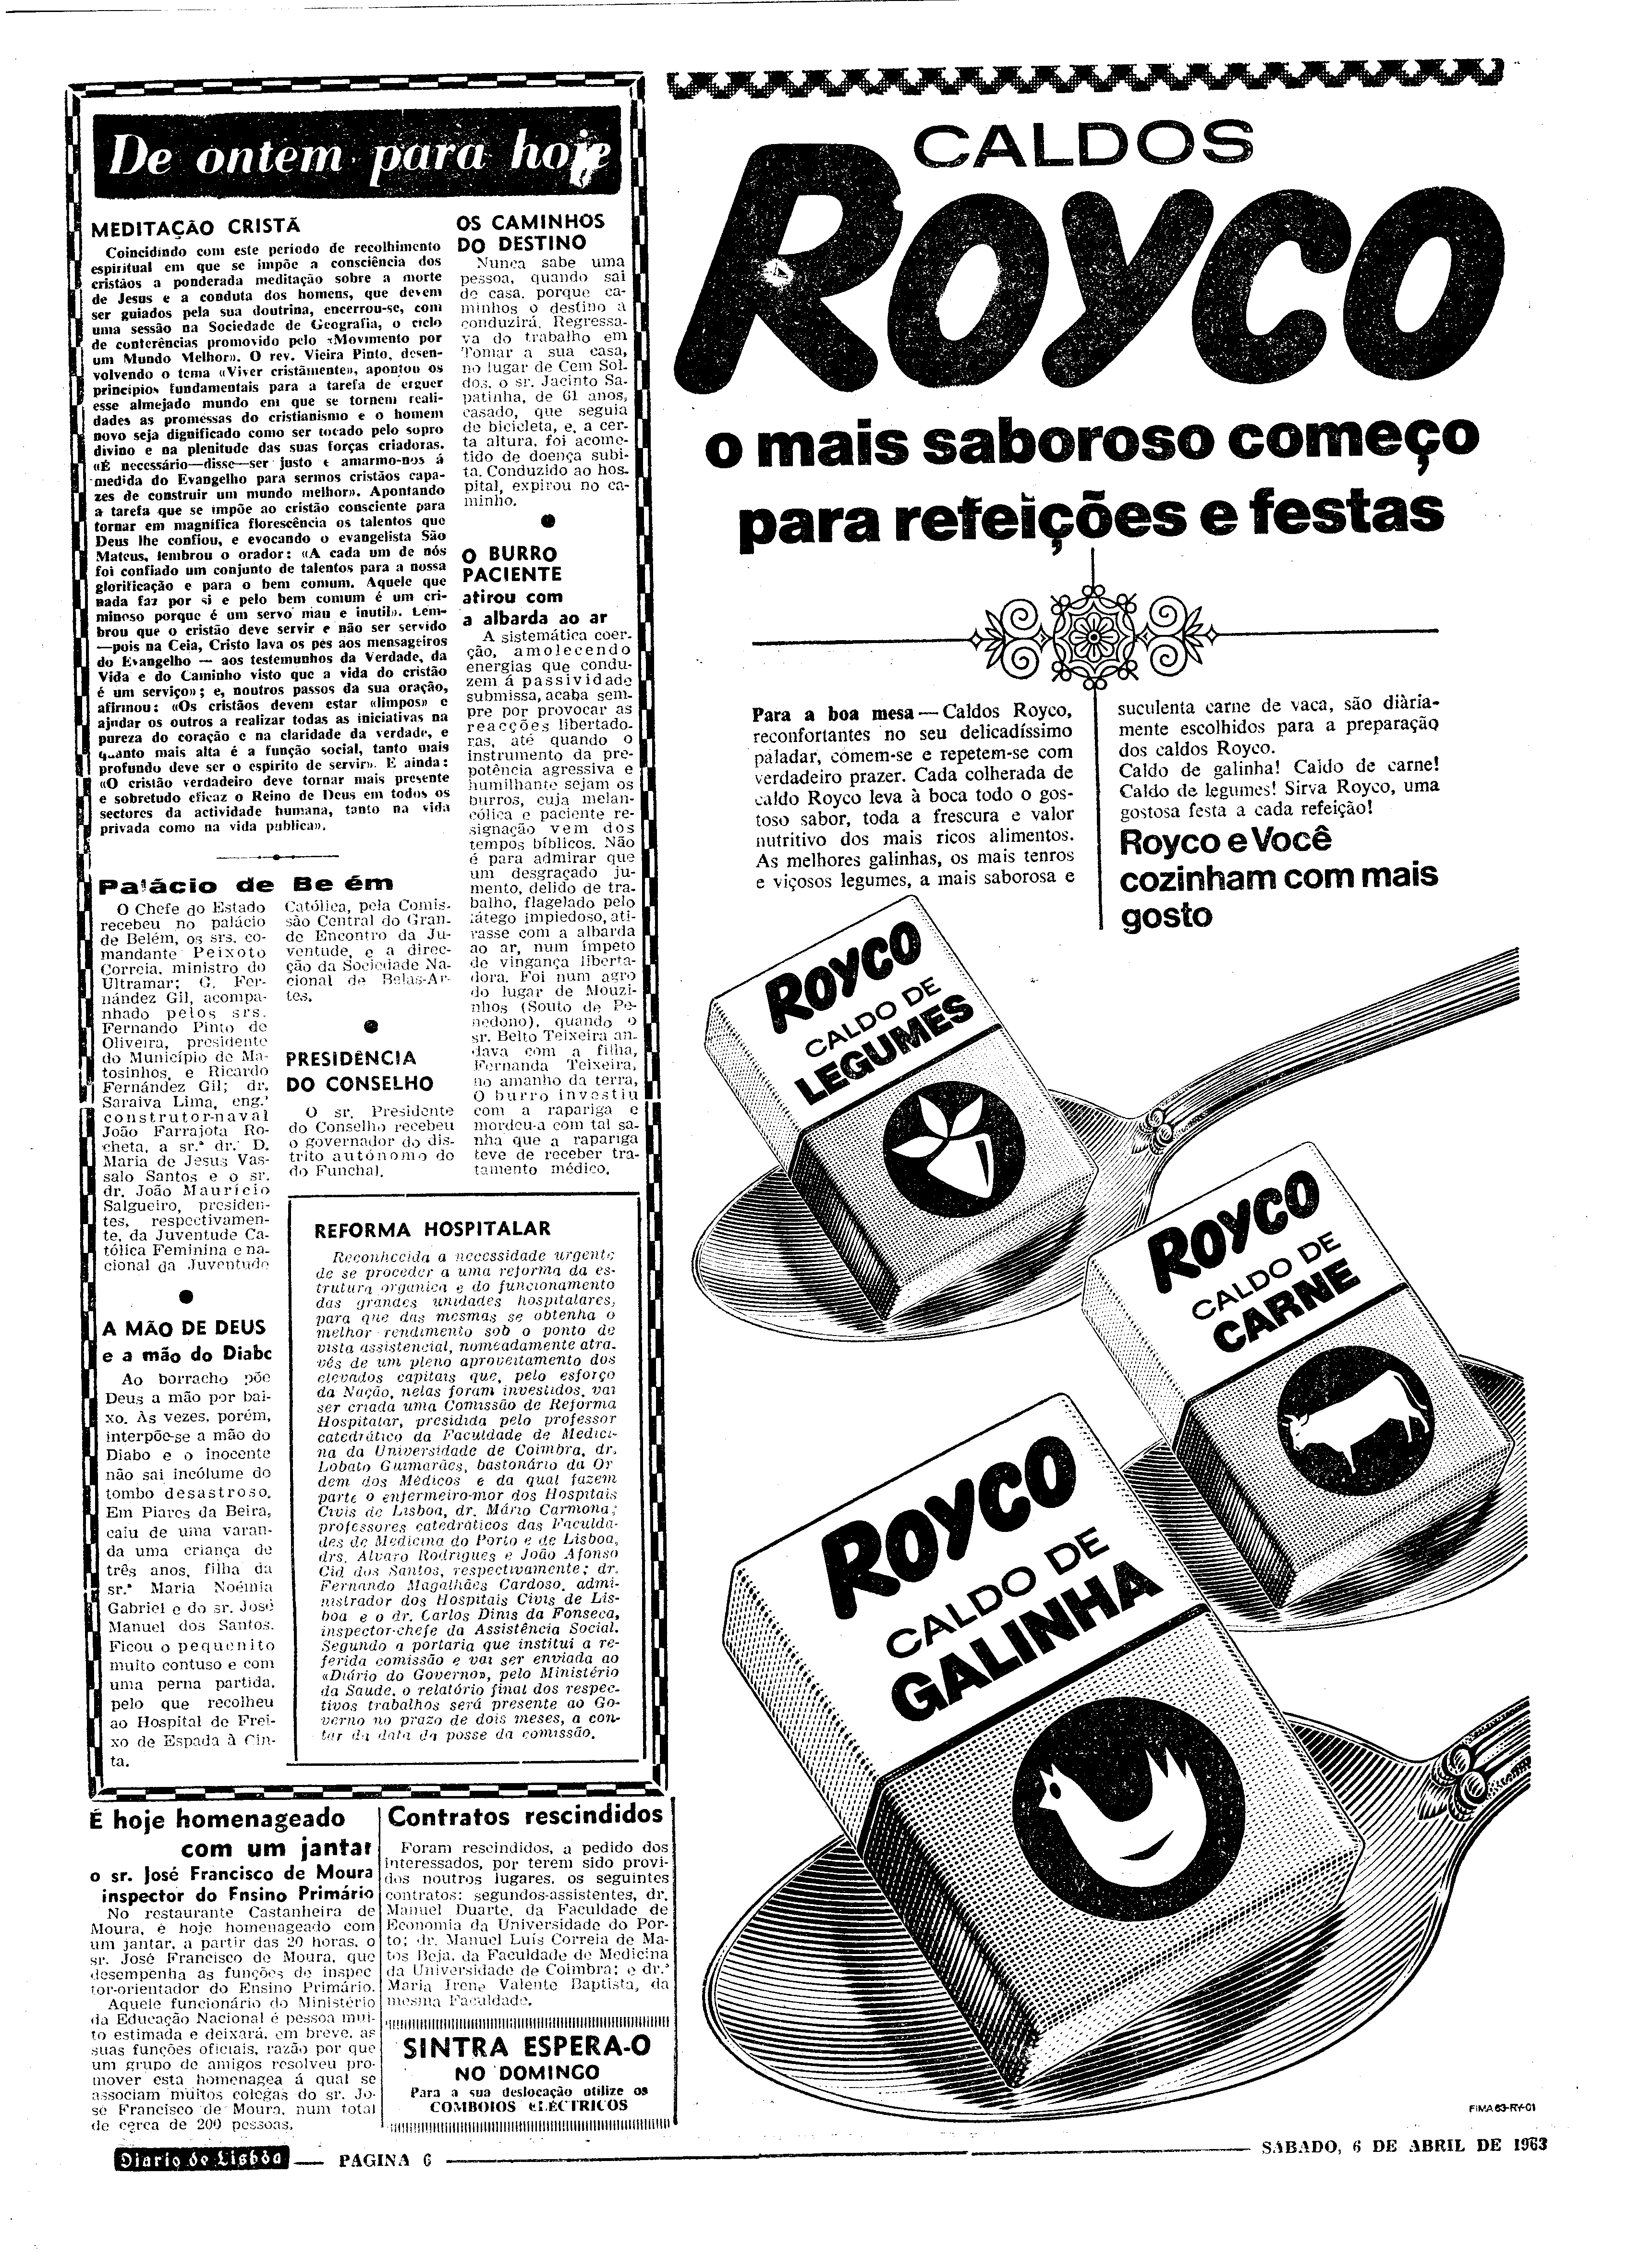 De ontem para hoje
MEDITAÇÃO CRISTÃ
Coincidindo com este periodo de recolhimento
espiritual em que se impõe a consciência dos
cristãos a ponderada meditação sobre a morte
de Jesus e a conduta dos homens, que devem
ser guiados pela sua doutrina, encerrou-se, com
uma sessão na Sociedade de Geografia, o ciclo
de conferências promovido pelo «Movimento por
um Mundo Melhor». O rev. Vieira Pinto, desen-
volvendo o tema «Viver cristãmente», apontou os
principios fundamentais para a tarefa de erguer
esse almejado mundo em que se tornem reali-
dades as promessas do cristianismo e o homem
novo seja dignificado como ser tocado pelo sopro
divino e na plenitude das suas forças criadoras.
«É necessário—disse—ser justo e amarmo-nos á
medida do Evangelho para sermos cristãos capa-
zes de construir um mundo melhor». Apontando
a tarefa que se impõe ao cristão consciente para
tornar em magnífica florescência os talentos que
Deus lhe confiou, e evocando o evangelista São
Mateus, lembrou o orador: «A cada um de nós
foi confiado um conjunto de talentos para a nossa
glorificação e para o bem comum. Aquele que
nada faz por si e pelo bem comum é um cri-
minoso porque é um servo mau e inutil». Lem-
brou que o cristão deve servir e não ser servido
—pois na Ceia, Cristo lava os pés aos mensageiros
do Evangelho — aos testemunhos da Verdade, da
Vida e do Caminho visto que a vida do cristão
é um serviço»; e, noutros passos da sua oração,
afirmou: «Os cristãos devem estar «limpos» e
ajudar os outros a realizar todas as iniciativas na
pureza do coração e na claridade da verdade, e
quanto mais alta é a função social, tanto mais
profundo deve ser o espírito de servir». E ainda:
«O cristão verdadeiro deve tornar mais presente
e sobretudo eficaz o Reino de Deus em todos os
sectores da actividade humana, tanto na vida
privada como na vida publica».
Palácio de Be ém
O Chefe do Estado
recebeu no palácio
de Belém, os srs. co-
mandante Peixoto
Correia, ministro do
Ultramar; G. Fer-
nández Gil, acompa-
nhado pelos srs.
Fernando Pinto de
Oliveira, presidente
do Município de Ma-
tosinhos, e Ricardo
Fernández Gil; dr.
Saraiva Lima, eng.º
construtor-naval
João Farrajota Ro-
cheta, a sr.ª dr.ª D.
Maria de Jesus Vas-
salo Santos e o sr.
dr. João Maurício
Salgueiro, presiden-
tes, respectivamen-
te, da Juventude Ca-
tólica Feminina e na-
cional da Juventude
Católica, pela Comis-
são Central do Gran-
de Encontro da Ju-
ventude, e a direc-
ção da Sociedade Na-
cional de Belas-Ar-
tes.
PRESIDÊNCIA
DO CONSELHO
O sr. Presidente
do Conselho recebeu
o governador do dis-
trito autónomo do
do Funchal.
A MÃO DE DEUS
e a mão do Diabo
Ao borracho põe
Deus a mão por bai-
xo. Às vezes, porém,
interpõe-se a mão do
Diabo e o inocente
não sai incólume do
tombo desastroso.
Em Piares da Beira,
caiu de uma varan-
da uma criança de
três anos, filha da
sr.ª Maria Noémia
Gabriel e do sr. José
Manuel dos Santos.
Ficou o pequenito
muito contuso e com
uma perna partida,
pelo que recolheu
ao Hospital de Frei-
xo de Espada à Cin-
ta.
OS CAMINHOS
DO DESTINO
Nunca sabe uma
pessoa, quando sai
de casa, porque ca-
minhos o destino a
conduzirá. Regressa-
va do trabalho em
Tomar a sua casa,
no lugar de Cem Sol-
dos, o sr. Jacinto Sa-
patinha, de 61 anos,
casado, que seguia
de bicicleta, e, a cer-
ta altura, foi acome-
tido de doença subi-
ta. Conduzido ao hos-
pital, expirou no ca-
minho.
O BURRO
PACIENTE
atirou com
a albarda ao ar
A sistemática coer-
ção, amolecendo
energias que condu-
zem á passividade
submissa, acaba sem-
pre por provocar as
reacções libertado-
ras, até quando o
instrumento da pre-
potência agressiva e
humilhante sejam os
burros, cuja melan-
cólica e paciente re-
signação vem dos
tempos bíblicos. Não
é para admirar que
um desgraçado ju-
mento, delido de tra-
balho, flagelado pelo
látego impiedoso, ati-
rasse com a albarda
ao ar, num ímpeto
de vingança liberta-
dora. Foi num agro
do lugar de Mouzi-
nhos (Souto de Pe-
nedono), quando o
sr. Belto Teixeira an-
dava com a filha,
Fernanda Teixeira,
no amanho da terra.
O burro investiu
com a rapariga e
mordeu-a com tal sa-
nha que a rapariga
teve de receber tra-
tamento médico.
REFORMA HOSPITALAR
Reconhecida a necessidade urgente
de se proceder a uma reforma da es-
trutura orgânica e do funcionamento
das grandes unidades hospitalares,
para que das mesmas se obtenha o
melhor rendimento sob o ponto de
vista assistencial, nomeadamente atra-
vés de um pleno aproveitamento dos
elevados capitais que, pelo esforço
da Nação, nelas foram investidos, vai
ser criada uma Comissão de Reforma
Hospitalar, presidida pelo professor
catedrático da Faculdade de Medici-
na da Universidade de Coimbra, dr.
Lobato Guimarães, bastonário da Or
dem dos Médicos e da qual fazem
parte o enfermeiro-mor dos Hospitais
Civis de Lisboa, dr. Mário Carmona;
professores catedráticos das Faculda-
des de Medicina do Porto e de Lisboa,
drs. Álvaro Rodrigues e João Afonso
Cid dos Santos, respectivamente; dr.
Fernando Magalhães Cardoso, admi-
nistrador dos Hospitais Civis de Lis-
boa e o dr. Carlos Dinis da Fonseca,
inspector-chefe da Assistência Social.
Segundo a portaria que institui a re-
ferida comissão e vai ser enviada ao
«Diário do Governo», pelo Ministério
da Saude, o relatório final dos respec-
tivos trabalhos será presente ao Go-
verno no prazo de dois meses, a con-
tar da data da posse da comissão.
É hoje homenageado
com um jantar
o sr. José Francisco de Moura
inspector do Ensino Primário
No restaurante Castanheira de
Moura, é hoje homenageado com
um jantar, a partir das 20 horas, o
sr. José Francisco de Moura, que
desempenha as funções de inspec
tor-orientador do Ensino Primário.
Aquele funcionário do Ministério
da Educação Nacional é pessoa mui-
to estimada e deixará, em breve, as
suas funções oficiais, razão por que
um grupo de amigos resolveu pro-
mover esta homenagea á qual se
associam muitos colegas do sr. Jo-
sé Francisco de Moura, num total
de cerca de 200 pessoas.
Contratos rescindidos
Foram rescindidos, a pedido dos
interessados, por terem sido provi-
dos noutros lugares, os seguintes
contratos: segundos-assistentes, dr.
Manuel Duarte, da Faculdade de
Economia da Universidade do Por-
to; dr. Manuel Luís Correia de Ma-
tos Beja, da Faculdade de Medicina
da Universidade de Coimbra; e dr.ª
Maria Irene Valente Baptista, da
mesma Faculdade.
SINTRA ESPERA-O
NO DOMINGO
Para a sua deslocação utilize os
COMBOIOS ELÉCTRICOS
CALDOS
ROYCO
o mais saboroso começo
para refeições e festas
Para a boa mesa — Caldos Royco,
reconfortantes no seu delicadíssimo
paladar, comem-se e repetem-se com
verdadeiro prazer. Cada colherada de
caldo Royco leva à boca todo o gos-
toso sabor, toda a frescura e valor
nutritivo dos mais ricos alimentos.
As melhores galinhas, os mais tenros
e viçosos legumes, a mais saborosa e
suculenta carne de vaca, são diària-
mente escolhidos para a preparação
dos caldos Royco.
Caldo de galinha! Caldo de carne!
Caldo de legumes! Sirva Royco, uma
gostosa festa a cada refeição!
Royco e Você
cozinham com mais
gosto
ROYCO
CALDO DE
LEGUMES
ROYCO
CALDO DE
CARNE
ROYCO
CALDO DE
GALINHA
FIMA 63-RY-01
Diario de Lisbôa — PAGINA 6
SÁBADO, 6 DE ABRIL DE 1963